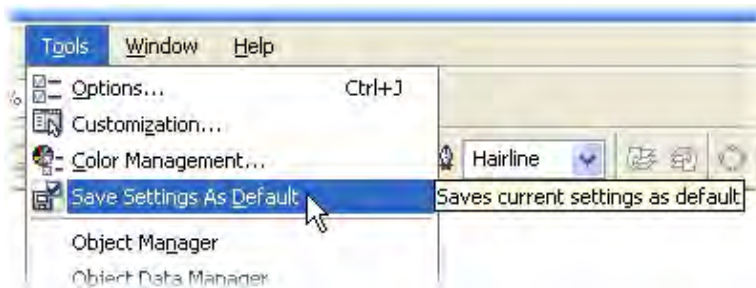 Tools Window Help
Options... Ctrl+J
Customization...
Color Management...
Hairline
Save Settings As Default
Saves current settings as default
Object Manager
Object Data Manager